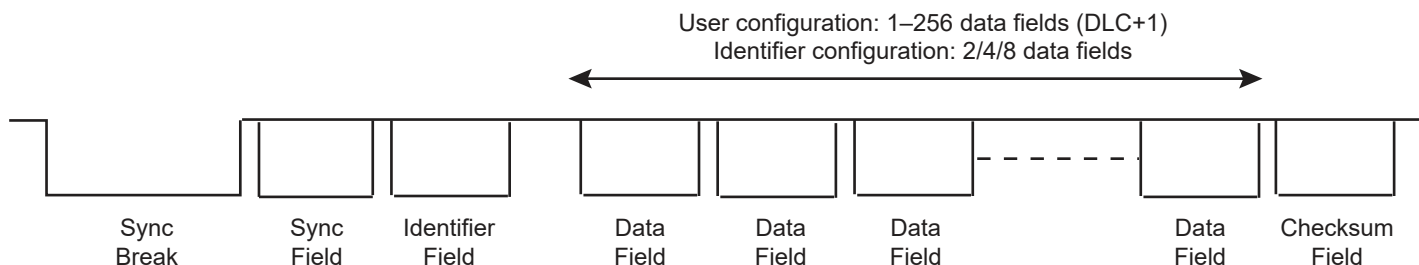 User configuration: 1–256 data fields (DLC+1)
Identifier configuration: 2/4/8 data fields
Sync Break
Sync Field
Identifier Field
Data Field
Data Field
Data Field
Data Field
Checksum Field